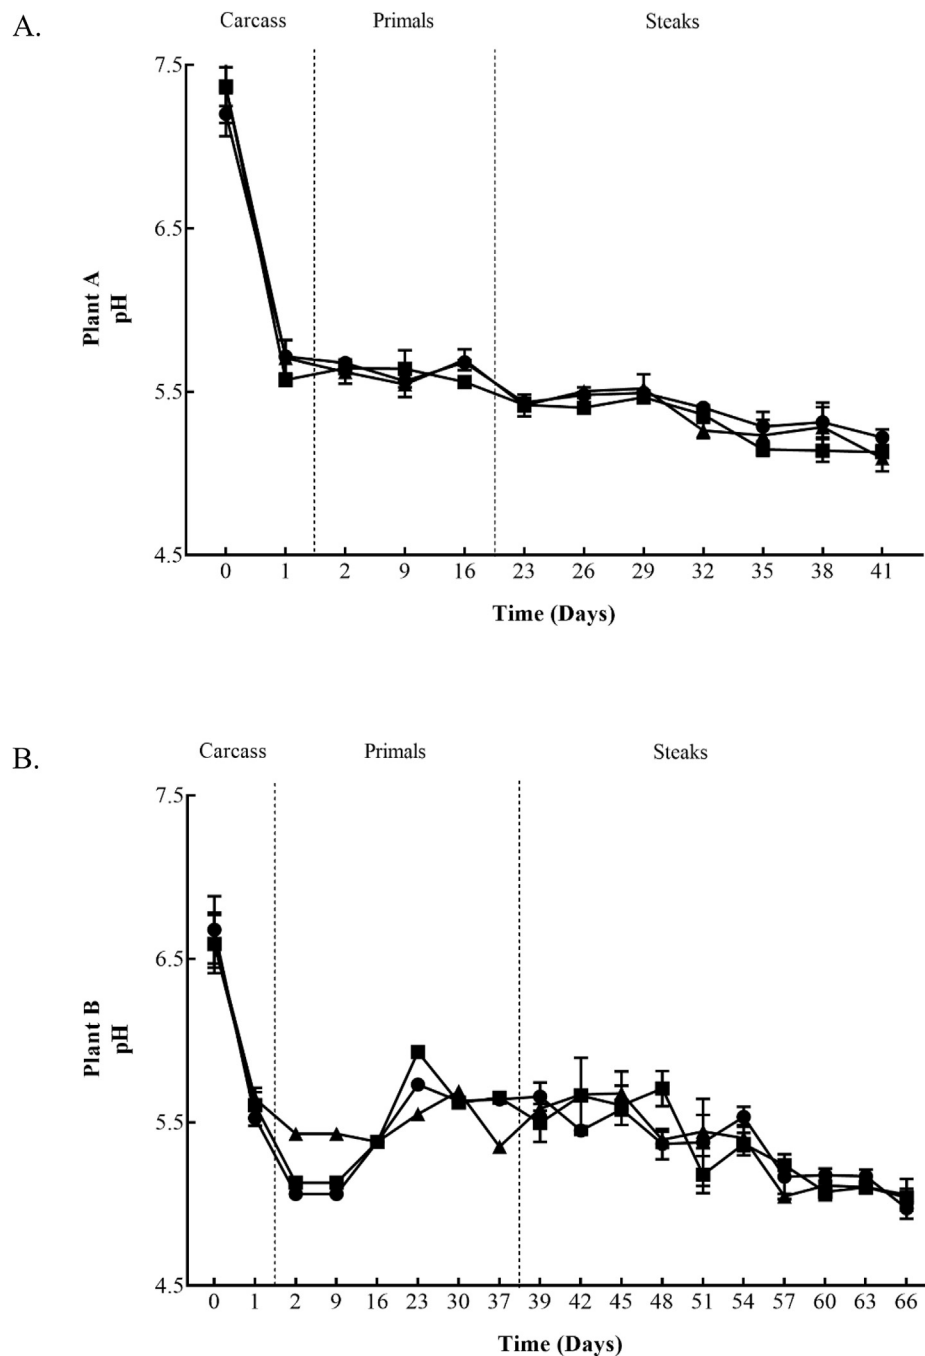 A.
Carcass Primals Steaks
7.5
6.5
5.5
4.5
Plant A
pH
0 1 2 9 16 23 26 29 32 35 38 41
Time (Days)
B.
Carcass Primals Steaks
7.5
6.5
5.5
4.5
Plant B
pH
0 1 2 9 16 23 30 37 39 42 45 48 51 54 57 60 63 66
Time (Days)